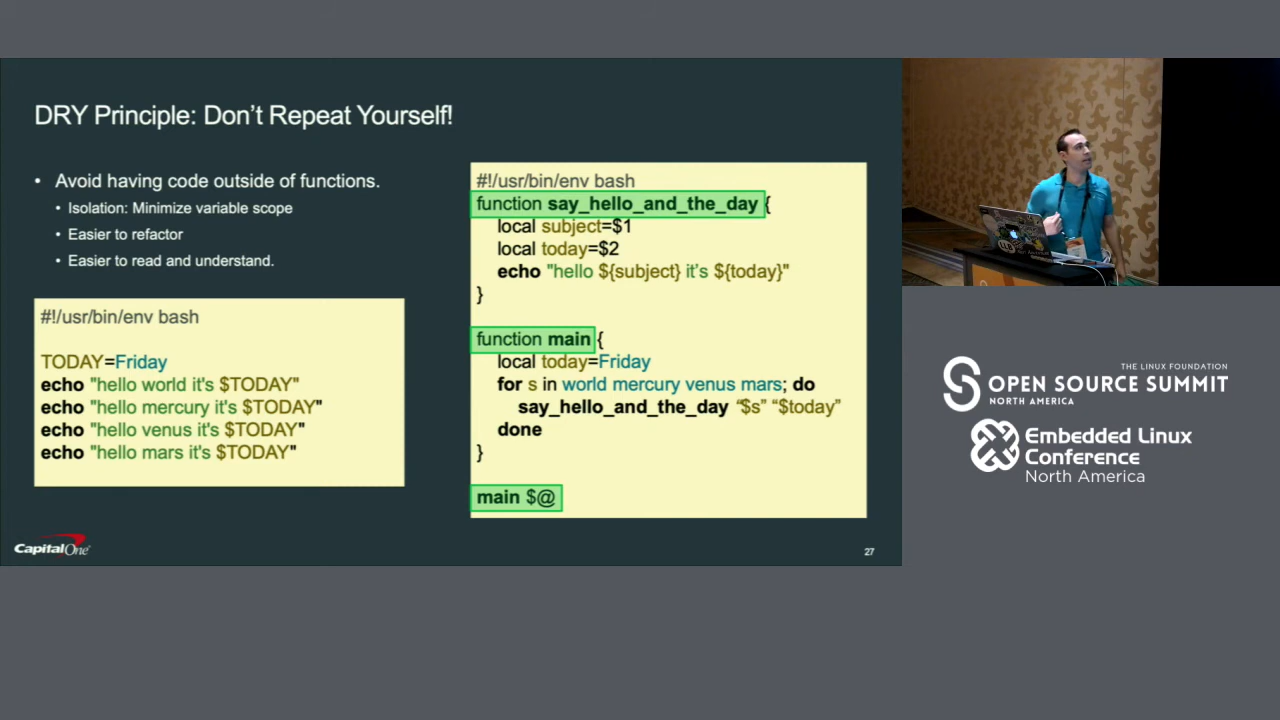 DRY Principle: Don't Repeat Yourself!
• Avoid having code outside of functions.
• Isolation: Minimize variable scope
• Easier to refactor
• Easier to read and understand.
#!/usr/bin/env bash
TODAY=Friday
echo "hello world it's $TODAY"
echo "hello mercury it's $TODAY"
echo "hello venus it's $TODAY"
echo "hello mars it's $TODAY"
#!/usr/bin/env bash
function say_hello_and_the_day {
local subject=$1
local today=$2
echo "hello ${subject} it's ${today}"
}
function main {
local today=Friday
for s in world mercury venus mars; do
say_hello_and_the_day “$s” “$today”
done
}
main $@
CapitalOne
27
THE LINUX FOUNDATION
OPEN SOURCE SUMMIT
NORTH AMERICA
Embedded Linux
Conference
North America